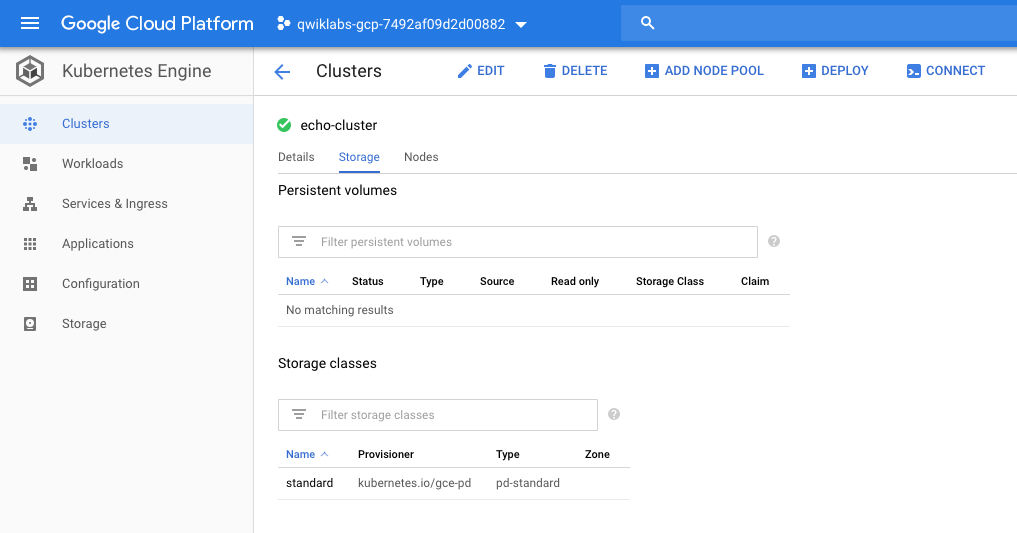 Google Cloud Platform qwiklabs-gcp-7492af09d2d00882
Kubernetes Engine
Clusters EDIT DELETE ADD NODE POOL DEPLOY CONNECT
Clusters
Workloads
Services & Ingress
Applications
Configuration
Storage
echo-cluster
Details Storage Nodes
Persistent volumes
Filter persistent volumes ?
Name Status Type Source Read only Storage Class Claim
No matching results
Storage classes
Filter storage classes ?
Name Provisioner Type Zone
standard kubernetes.io/gce-pd pd-standard